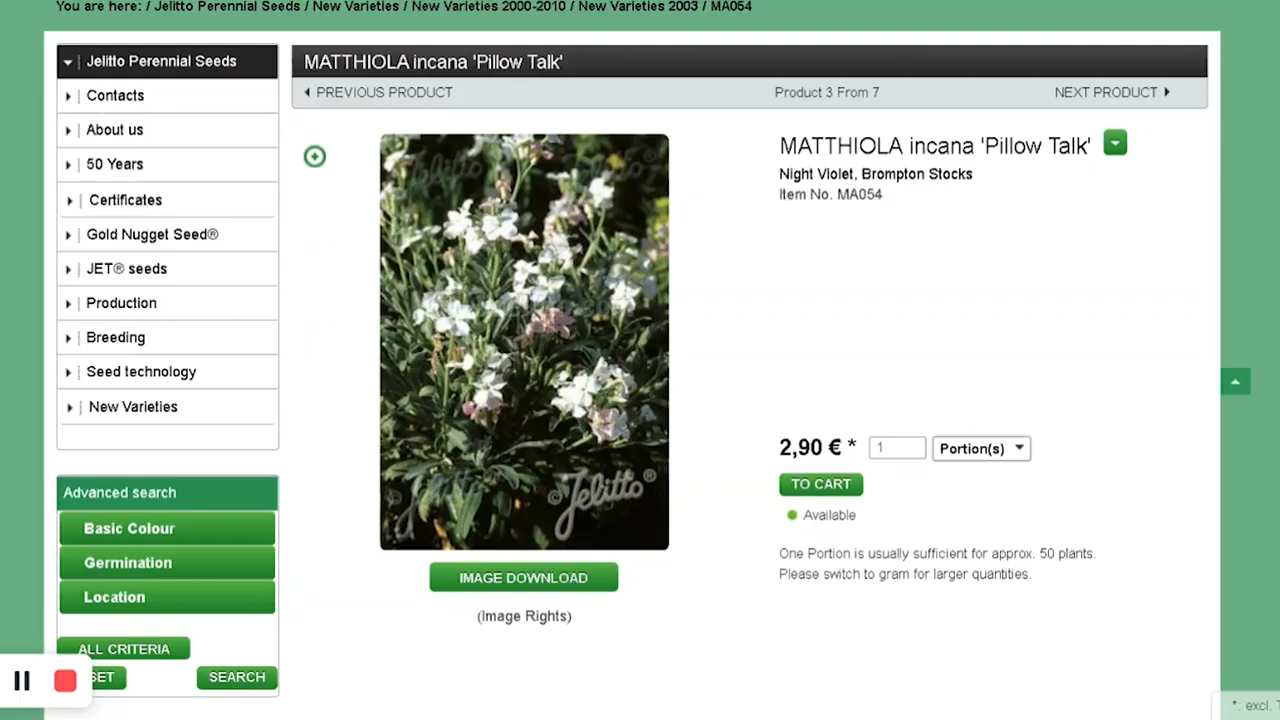 You are here: / Jelitto Perennial Seeds / New Varieties / New Varieties 2000-2010 / New Varieties 2003 / MA054
Jelitto Perennial Seeds
Contacts
About us
50 Years
Certificates
Gold Nugget Seed®
JET® seeds
Production
Breeding
Seed technology
New Varieties
Advanced search
Basic Colour
Germination
Location
ALL CRITERIA
SET
SEARCH
MATTHIOLA incana 'Pillow Talk'
PREVIOUS PRODUCT
Product 3 From 7
NEXT PRODUCT
©Jelitto®
IMAGE DOWNLOAD
(Image Rights)
MATTHIOLA incana 'Pillow Talk'
Night Violet, Brompton Stocks
Item No. MA054
2,90 € * 1 Portion(s)
TO CART
Available
One Portion is usually sufficient for approx. 50 plants.
Please switch to gram for larger quantities.
*: excl.